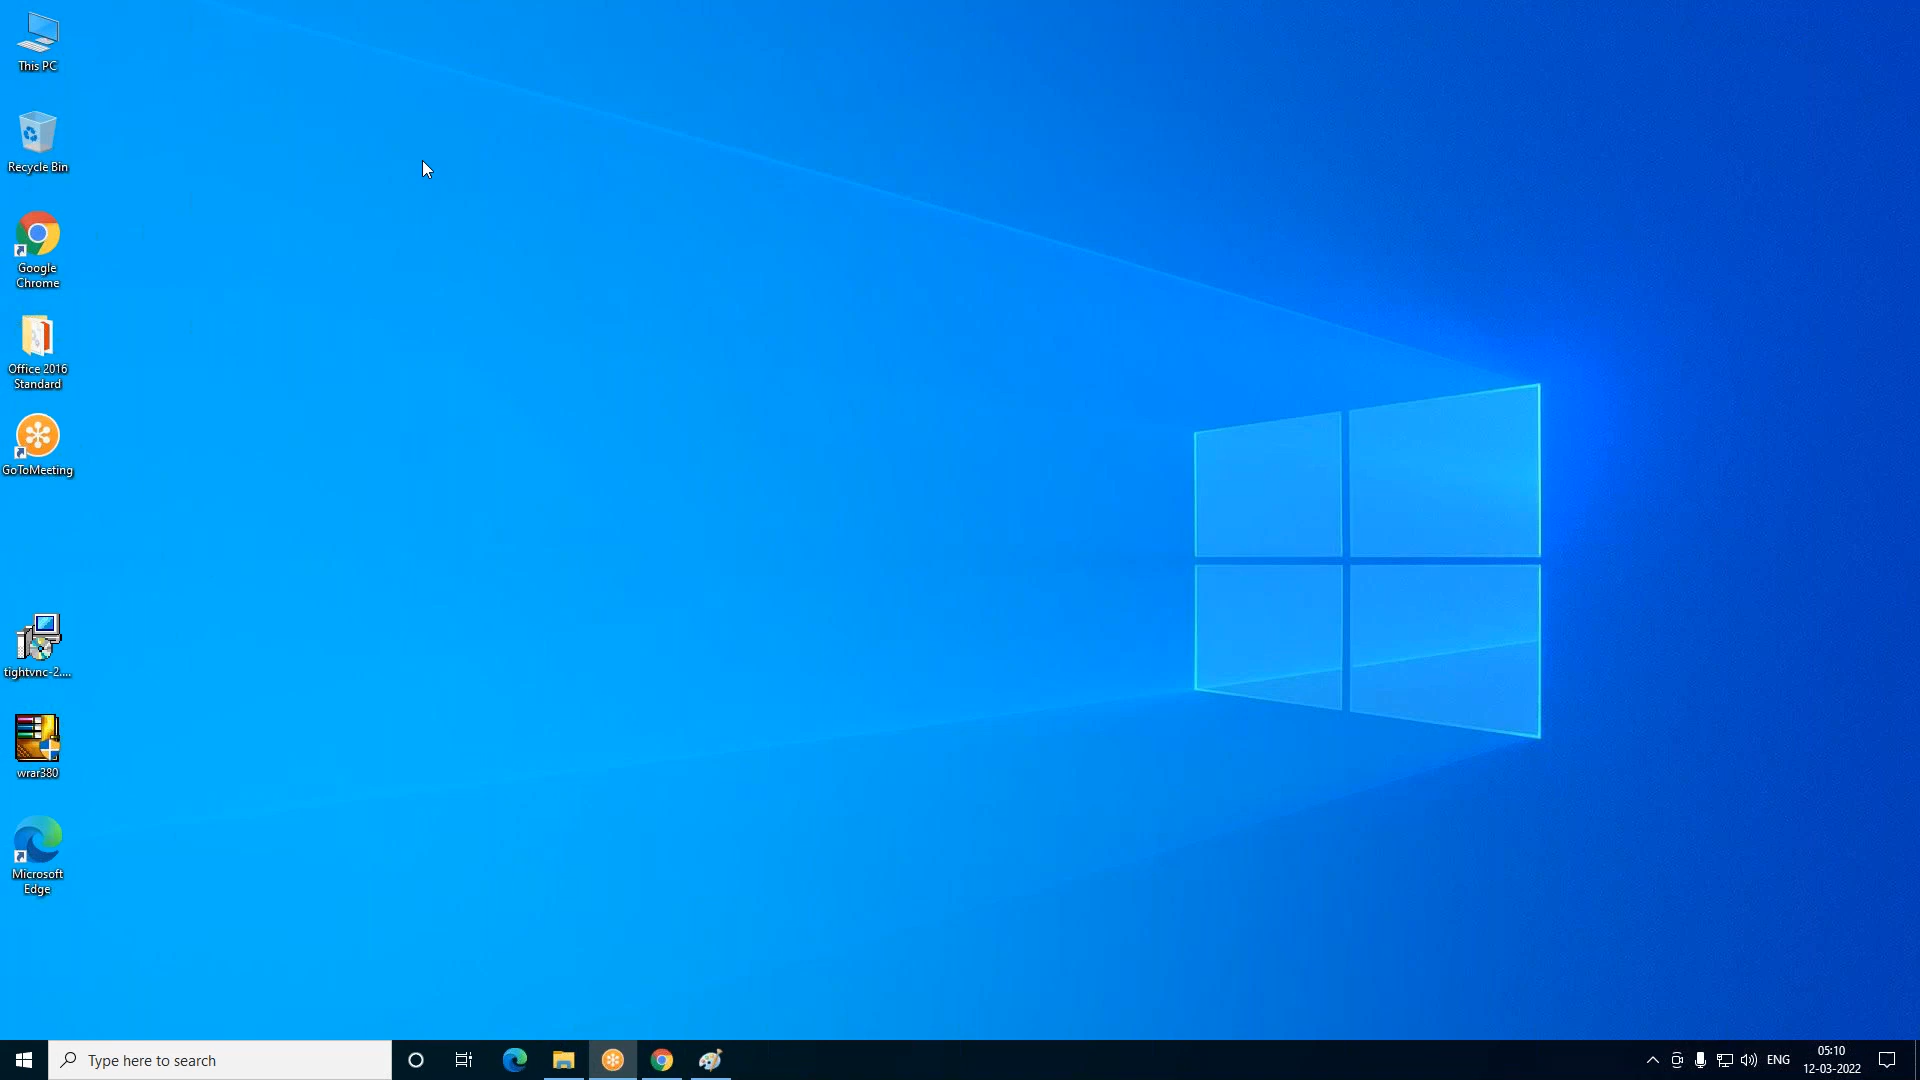 This PC
Recycle Bin
Google
Chrome
Office 2016
Standard
GoToMeeting
tightvnc-2....
wrar380
Microsoft
Edge
Type here to search
ENG
05:10
12-03-2022